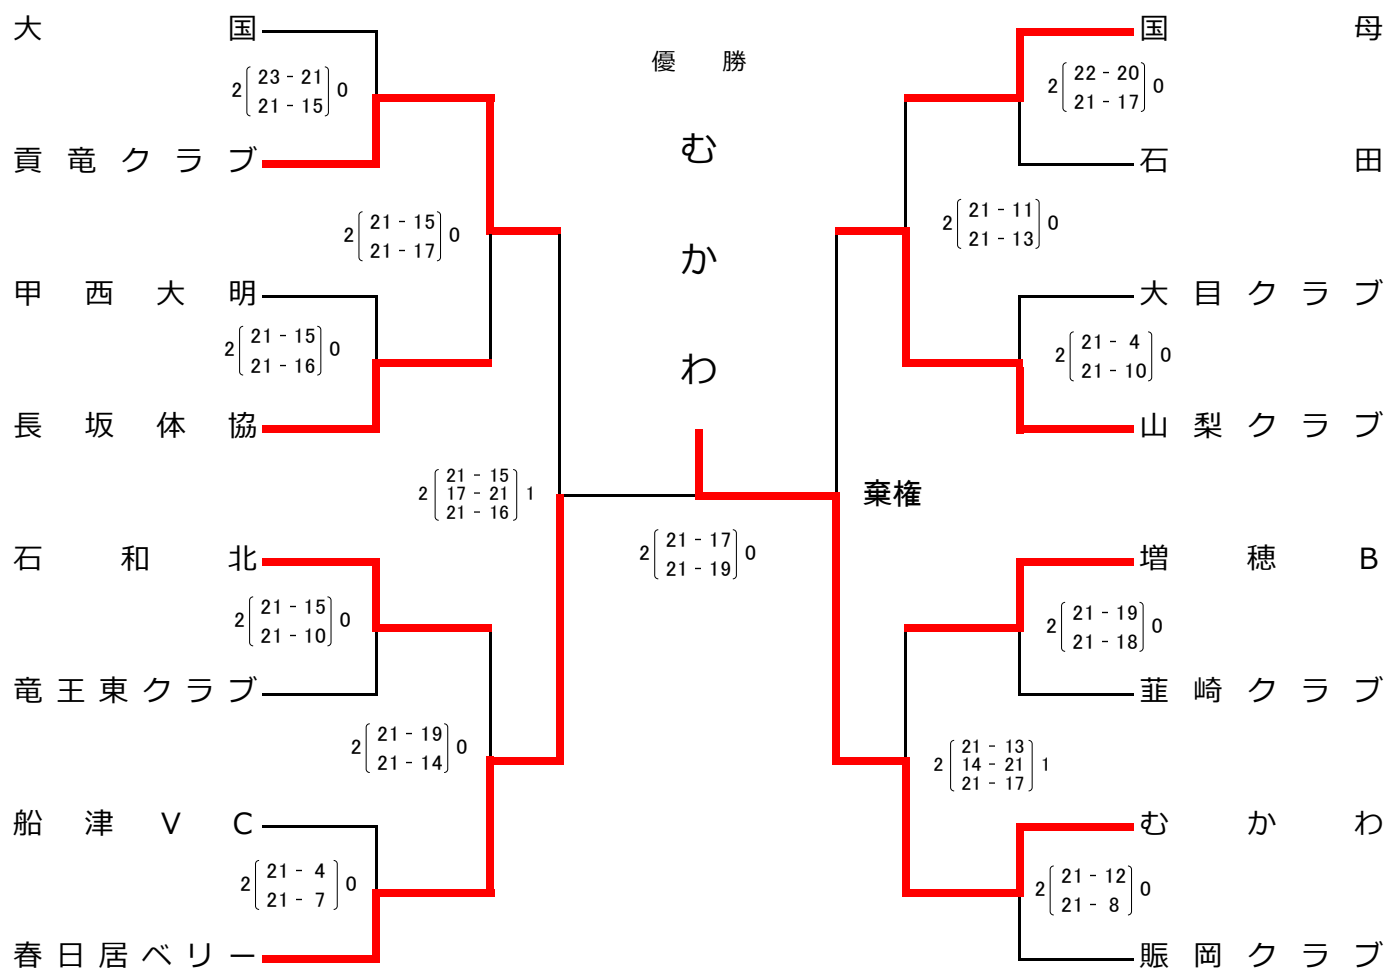 大国
貢竜クラブ
甲西大明
長坂体協
石和北
竜王東クラブ
船津VC
春日居ベリー
2 23 - 21 0
21 - 15
2 21 - 15 0
21 - 16
2 21 - 15 0
21 - 10
2 21 - 4 0
21 - 7
2 21 - 15 0
21 - 17
2 21 - 19 0
21 - 14
21 - 15
2 17 - 21 1
21 - 16
優勝
むかわ
2 21 - 17 0
21 - 19
棄権
2 21 - 11 0
21 - 13
21 - 13
2 14 - 21 1
21 - 17
2 22 - 20 0
21 - 17
2 21 - 4 0
21 - 10
2 21 - 19 0
21 - 18
2 21 - 12 0
21 - 8
国母
石田
大目クラブ
山梨クラブ
増穂B
韮崎クラブ
むかわ
賑岡クラブ